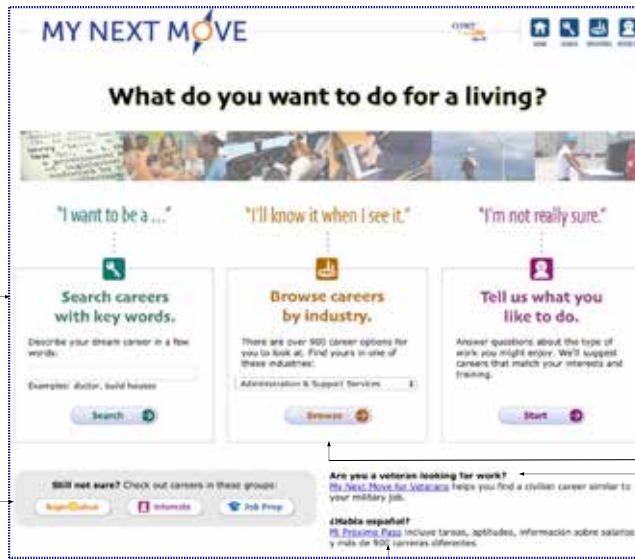 MY NEXT MOVE
What do you want to do for a living?
"I want to be a ..."
"I'll know it when I see it."
"I'm not really sure."
Search careers
with key words.
Browse careers
by industry.
Tell us what you
like to do.
Describe your dream career in a few
words:
Examples: doctor, build houses
Search
There are over 900 career options for
you to look at. Find yours in one of
these industries:
Administration & Support Services
Browse
Answer questions about the type of
work you might enjoy. We'll suggest
careers that match your interests and
training.
Start
Still not sure? Check out careers in these groups:
Job Prep
Are you a veteran looking for work?
My Next Move for Veterans helps you find a civilian career similar to
your military job.
¿Habla español?
Mi Próximo Paso incluye tareas, aptitudes, información sobre salarios
y más de 900 carreras diferentes.